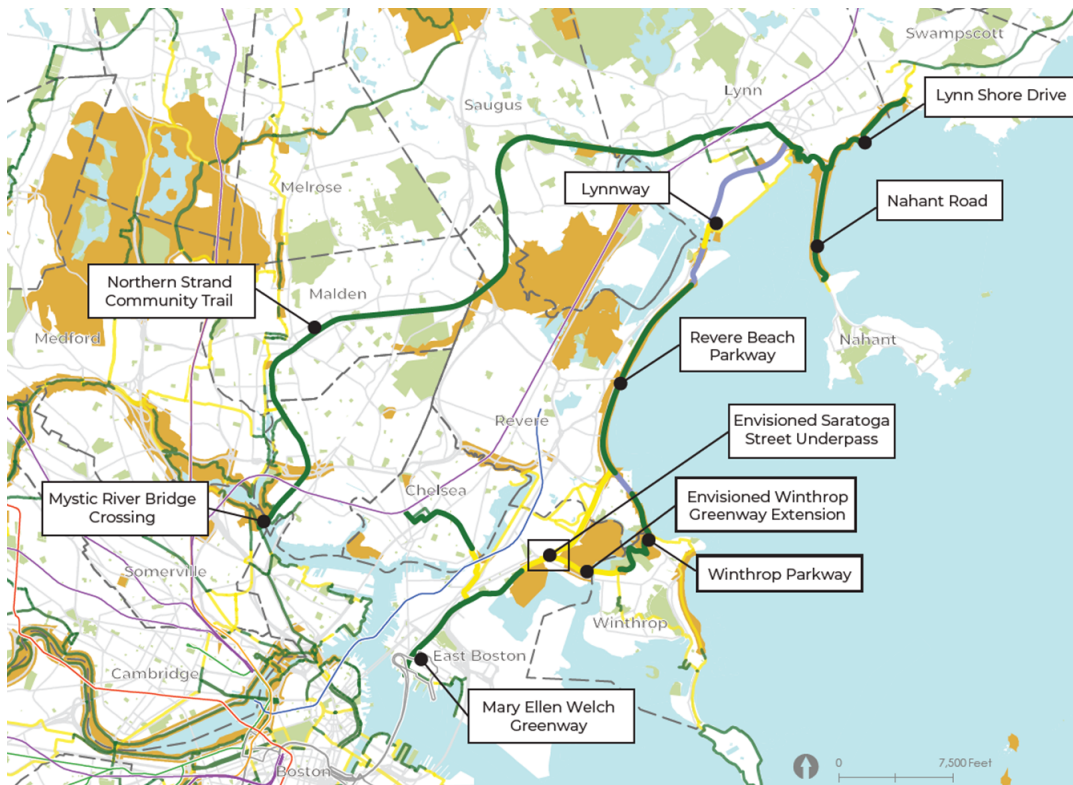 Swampscott
Lynn
Lynn Shore Drive
Saugus
Melrose
Lynnway
Nahant Road
Northern Strand
Community Trail
Malden
Medford
Nahant
Revere Beach
Parkway
Revere
Envisioned Saratoga
Street Underpass
Chelsea
Mystic River Bridge
Crossing
Envisioned Winthrop
Greenway Extension
Somerville
Winthrop Parkway
Winthrop
East Boston
Cambridge
Mary Ellen Welch
Greenway
Boston
0
7,500 Feet